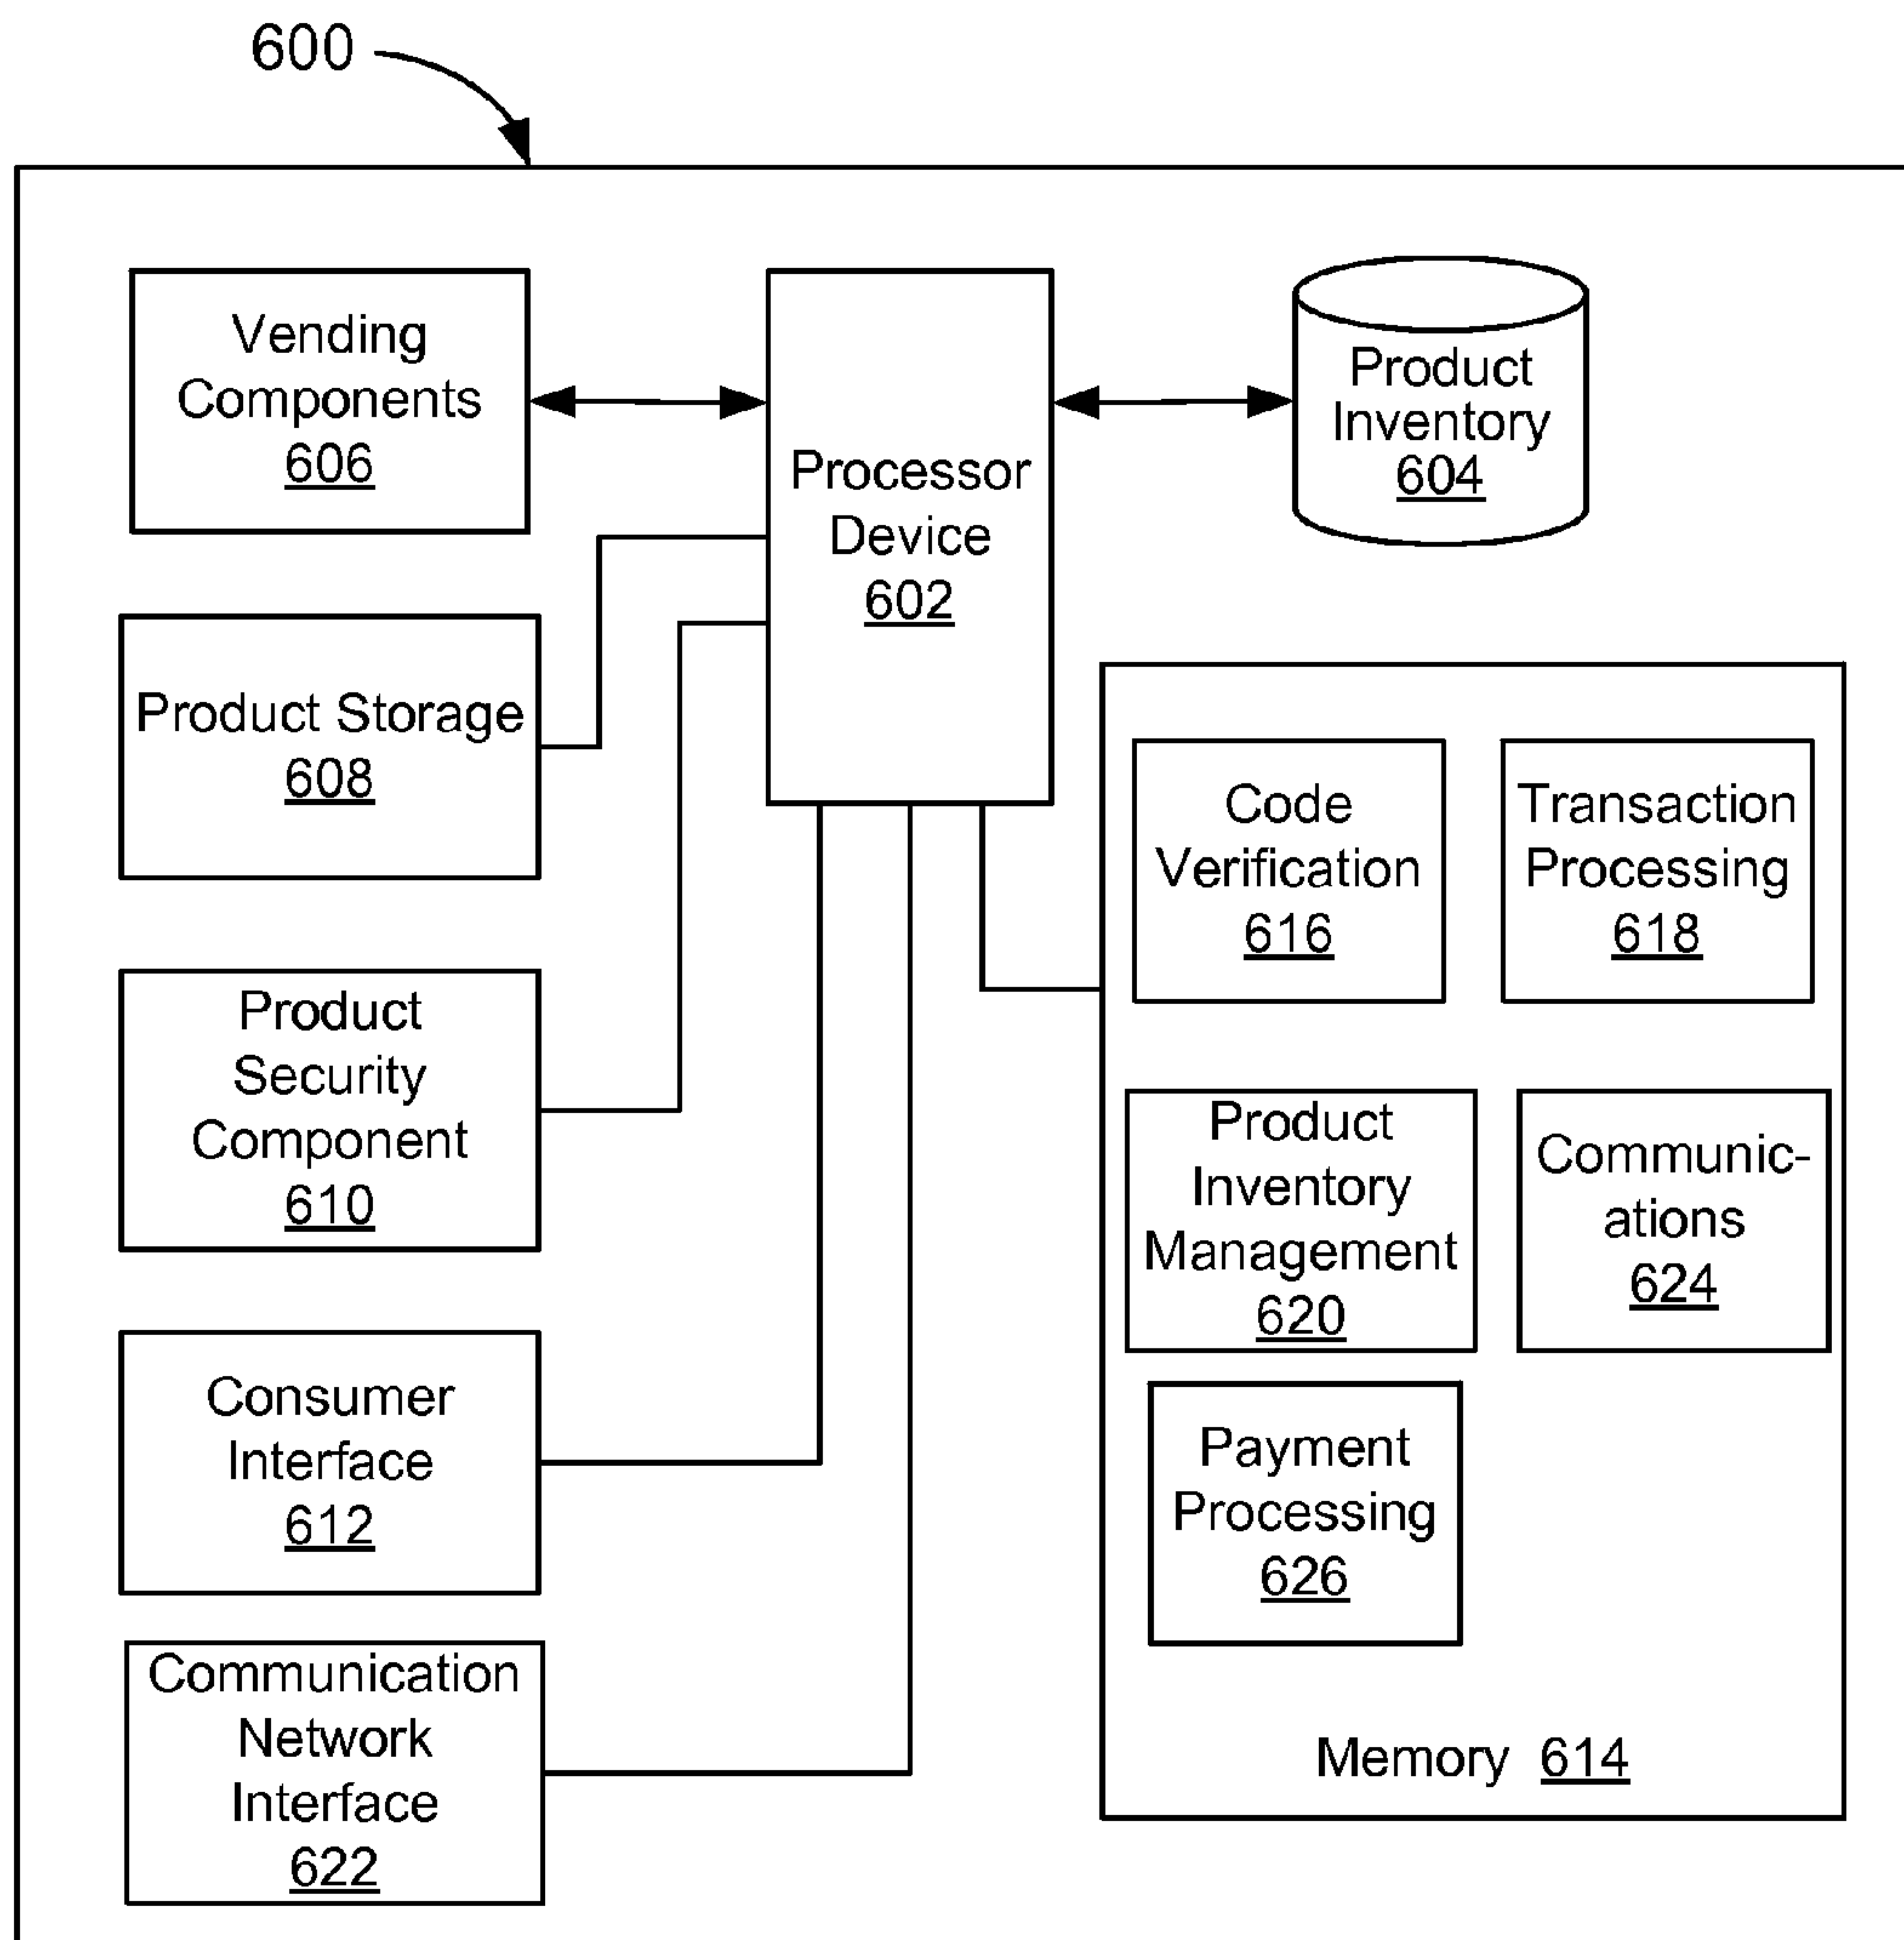 600
Vending
Components
606
Processor
Device
602
Product
Inventory
604
Product Storage
608
Product
Security
Component
610
Consumer
Interface
612
Communication
Network
Interface
622
Code
Verification
616
Transaction
Processing
618
Product
Inventory
Management
620
Communic-
ations
624
Payment
Processing
626
Memory 614